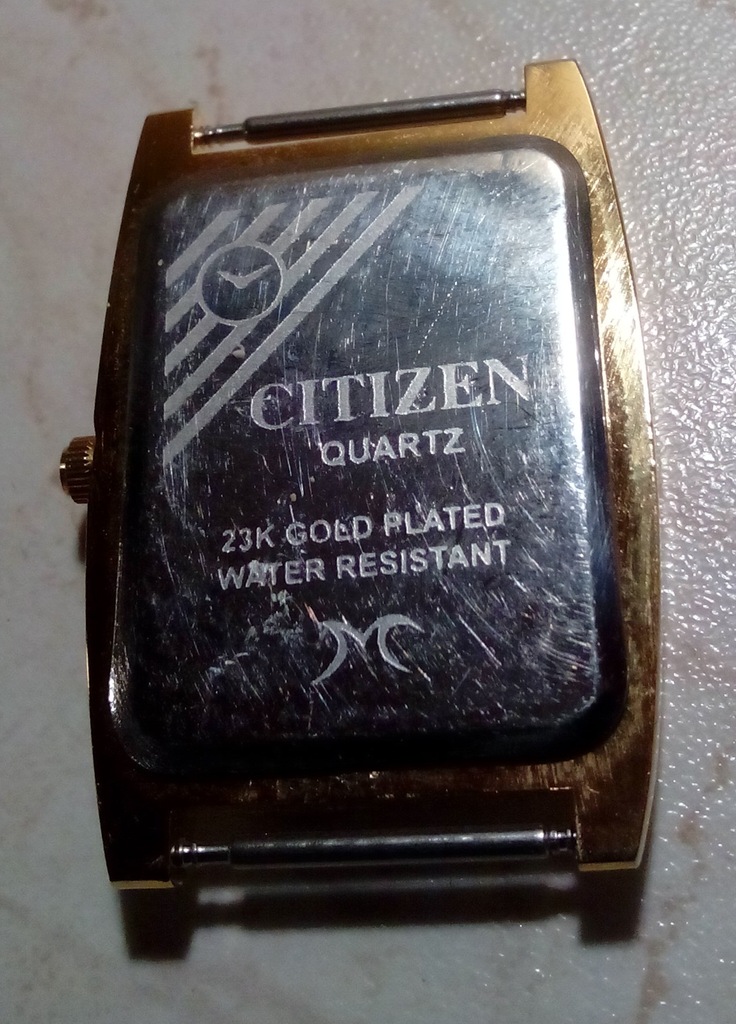 CITIZEN
QUARTZ
23K.GOLD PLATED
WATER RESISTANT